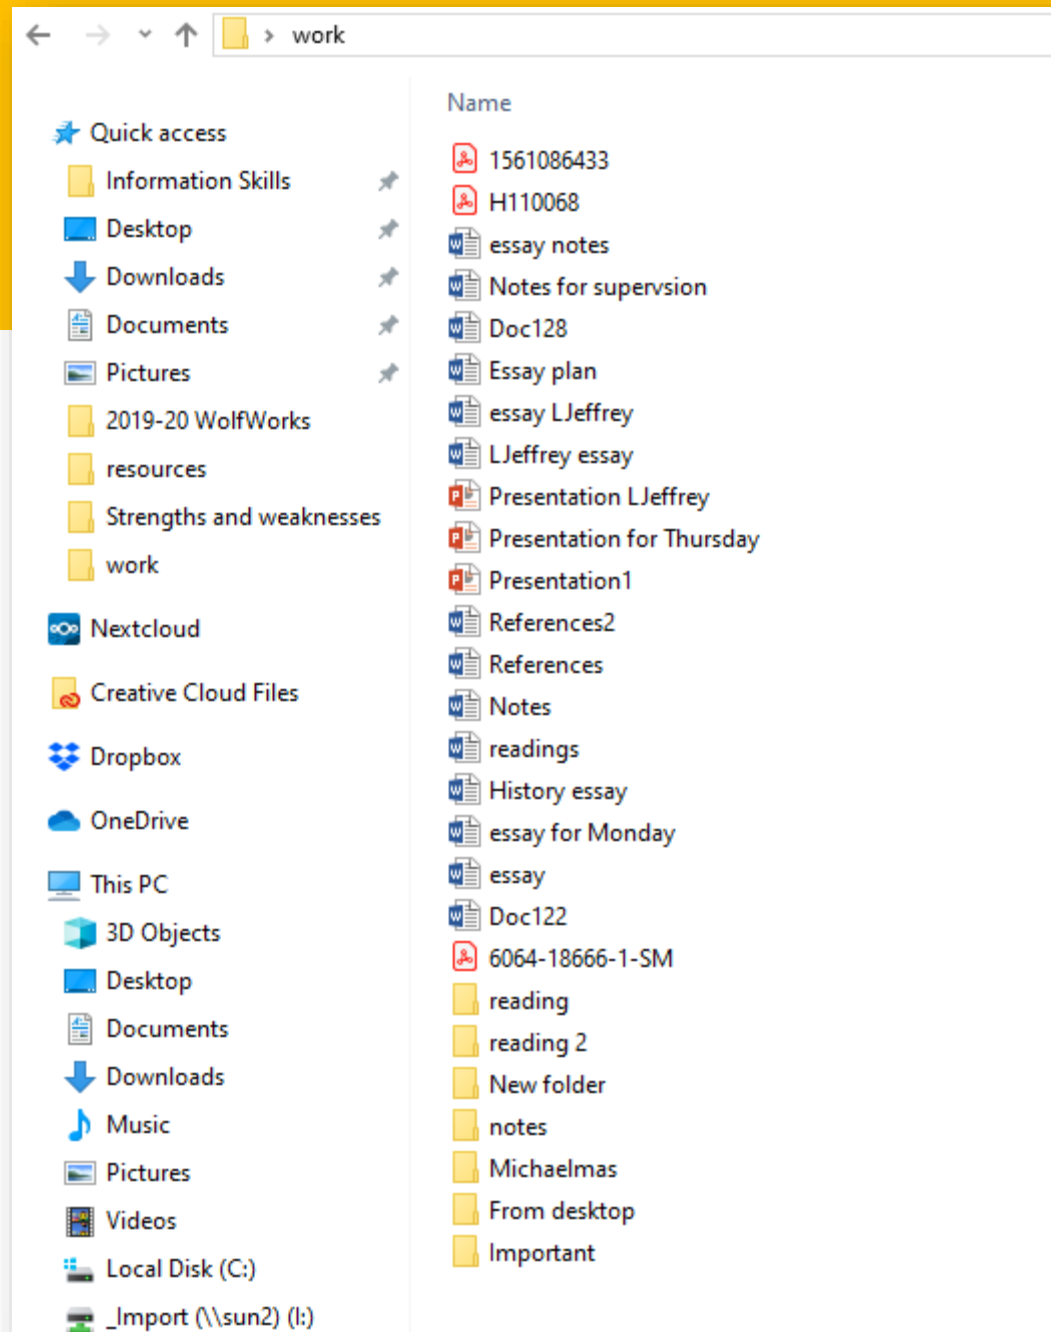 work
Quick access
Information Skills
Desktop
Downloads
Documents
Pictures
2019-20 WolfWorks
resources
Strengths and weaknesses
work
Nextcloud
Creative Cloud Files
Dropbox
OneDrive
This PC
3D Objects
Desktop
Documents
Downloads
Music
Pictures
Videos
Local Disk (C:)
_Import (\\sun2) (I:)
Name
1561086433
H110068
essay notes
Notes for supervsion
Doc128
Essay plan
essay LJeffrey
LJeffrey essay
Presentation LJeffrey
Presentation for Thursday
Presentation1
References2
References
Notes
readings
History essay
essay for Monday
essay
Doc122
6064-18666-1-SM
reading
reading 2
New folder
notes
Michaelmas
From desktop
Important